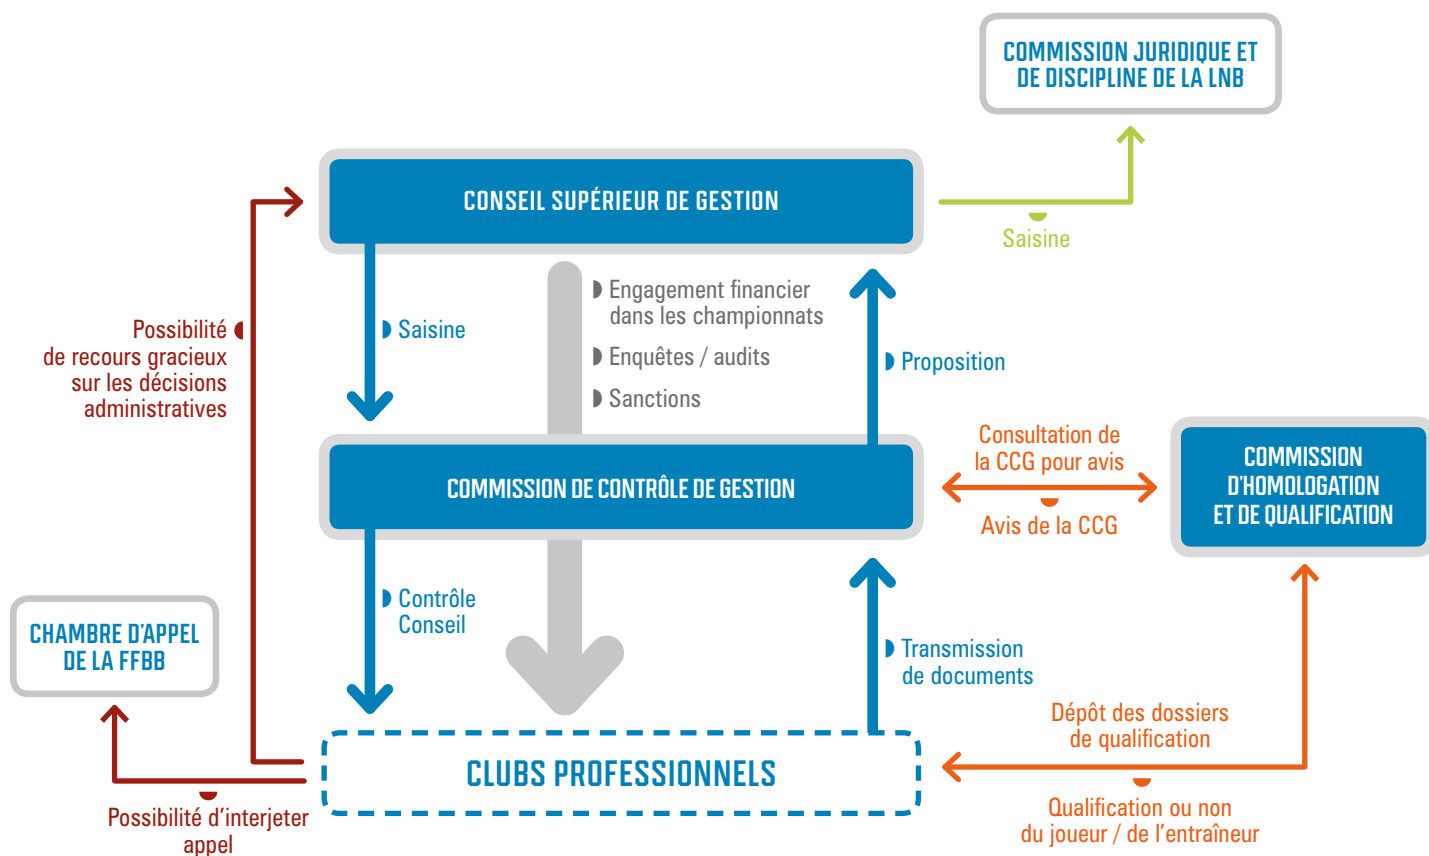 COMMISSION JURIDIQUE ET
DE DISCIPLINE DE LA LNB
CONSEIL SUPÉRIEUR DE GESTION
Saisine
Engagement financier
dans les championnats
Enquêtes / audits
Sanctions
Possibilité
de recours gracieux
sur les décisions
administratives
Saisine
Proposition
Consultation de
la CCG pour avis
Avis de la CCG
COMMISSION
D'HOMOLOGATION
ET DE QUALIFICATION
COMMISSION DE CONTRÔLE DE GESTION
Contrôle
Conseil
CHAMBRE D'APPEL
DE LA FFBB
Transmission
de documents
Dépôt des dossiers
de qualification
CLUBS PROFESSIONNELS
Possibilité d'interjeter
appel
Qualification ou non
du joueur / de l'entraîneur